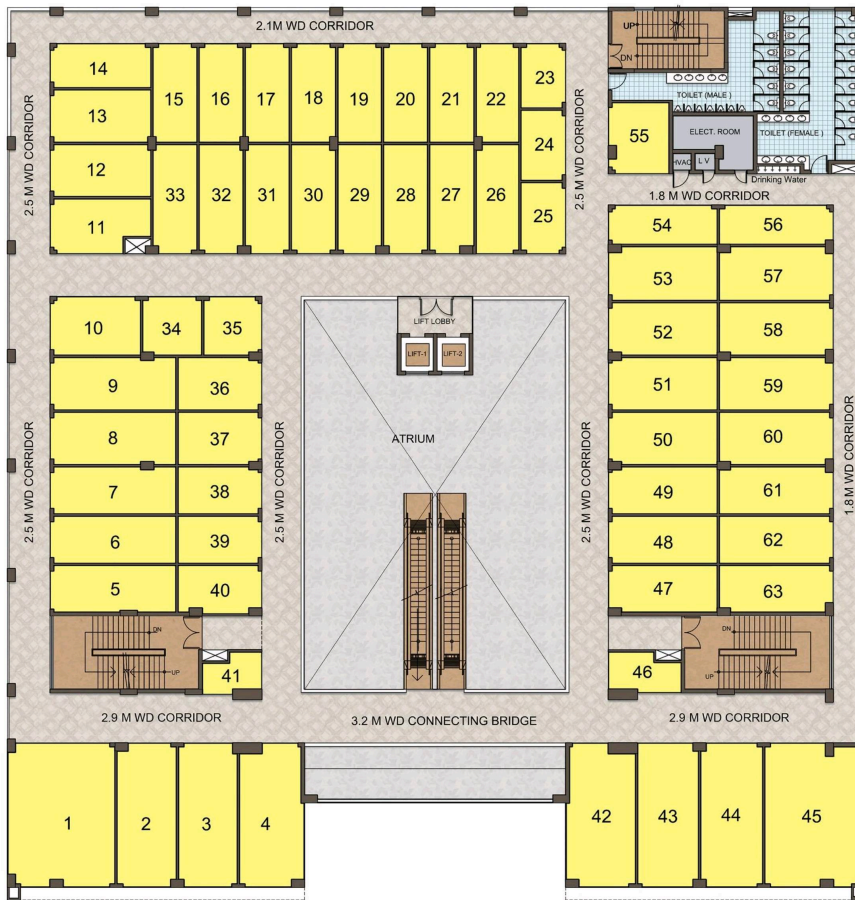 2.1M WD CORRIDOR
UP
DN
TOILET (MALE )
TOILET (FEMALE )
ELECT. ROOM
HVAC
L V
Drinking Water
1.8 M WD CORRIDOR
14
13
12
11
15
16
17
18
19
20
21
22
23
24
25
33
32
31
30
29
28
27
26
55
2.5 M WD CORRIDOR
2.5 M WD CORRIDOR
54
56
53
57
52
58
51
59
50
60
49
61
48
62
47
63
10
34
35
9
36
8
37
7
38
6
39
5
40
LIFT LOBBY
LIFT-1
LIFT-2
ATRIUM
2.5 M WD CORRIDOR
2.5 M WD CORRIDOR
2.5 M WD CORRIDOR
1.8 M WD CORRIDOR
DN
UP
41
46
DN
UP
2.9 M WD CORRIDOR
3.2 M WD CONNECTING BRIDGE
2.9 M WD CORRIDOR
1
2
3
4
42
43
44
45